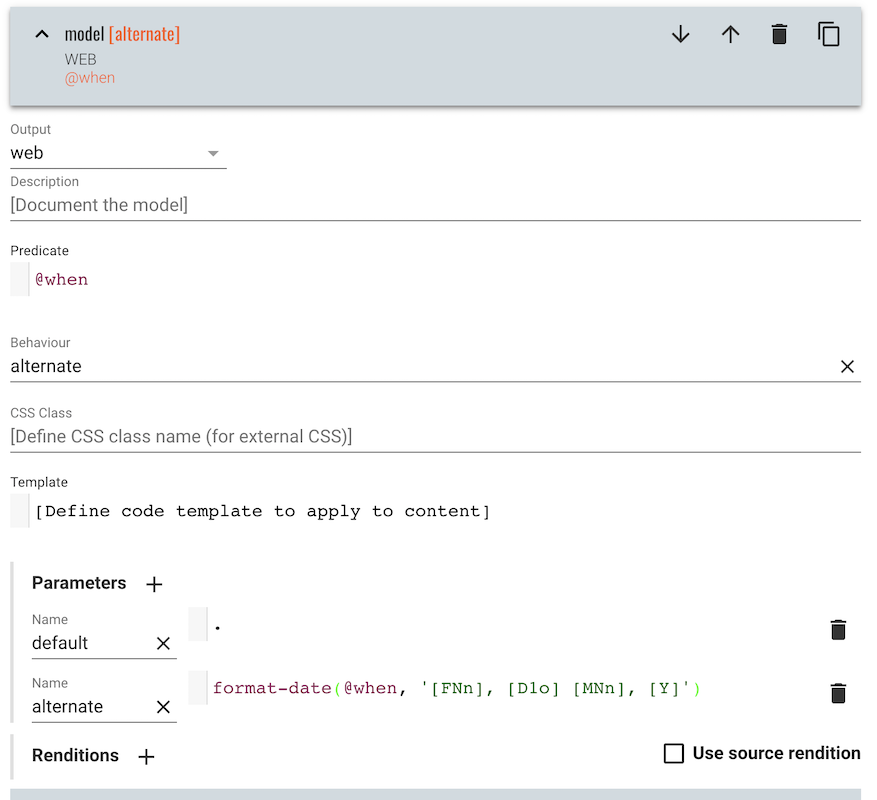 model [alternate]
WEB
@when
Output
web
Description
[Document the model]
Predicate
@when
Behaviour
alternate
CSS Class
[Define CSS class name (for external CSS)]
Template
[Define code template to apply to content]
Parameters
Name
default
.
Name
alternate
format-date(@when, '[FNn], [D1o] [MNn], [Y]')
Renditions
Use source rendition